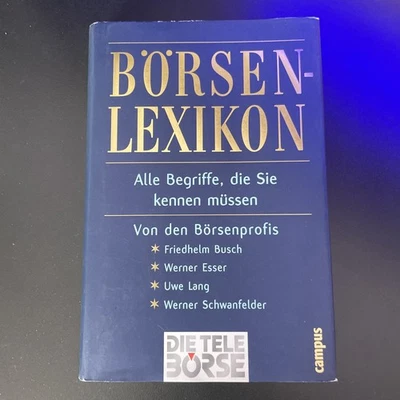 BÖRSEN-
LEXIKON
Alle Begriffe, die Sie
kennen müssen
Von den Börsenprofis
✶ Friedhelm Busch
✶ Werner Esser
✶ Uwe Lang
✶ Werner Schwanfelder
DIE TELE
BÖRSE
campus